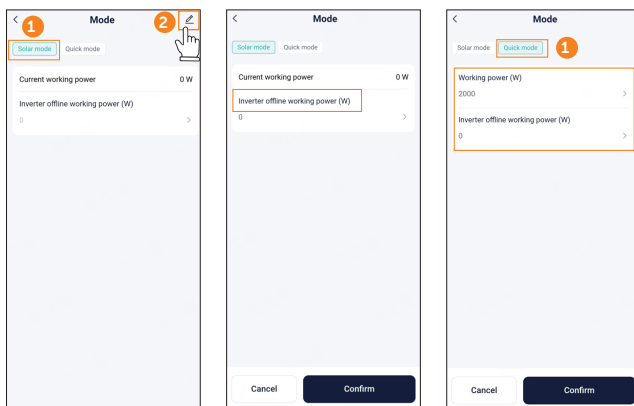 Mode
1
2
Solar mode
Quick mode
Current working power
0 W
Inverter offline working power (W)
0
Mode
Solar mode
Quick mode
Current working power
0 W
Inverter offline working power (W)
0
Cancel
Confirm
Mode
Solar mode
Quick mode
1
Working power (W)
2000
Inverter offline working power (W)
0
Cancel
Confirm